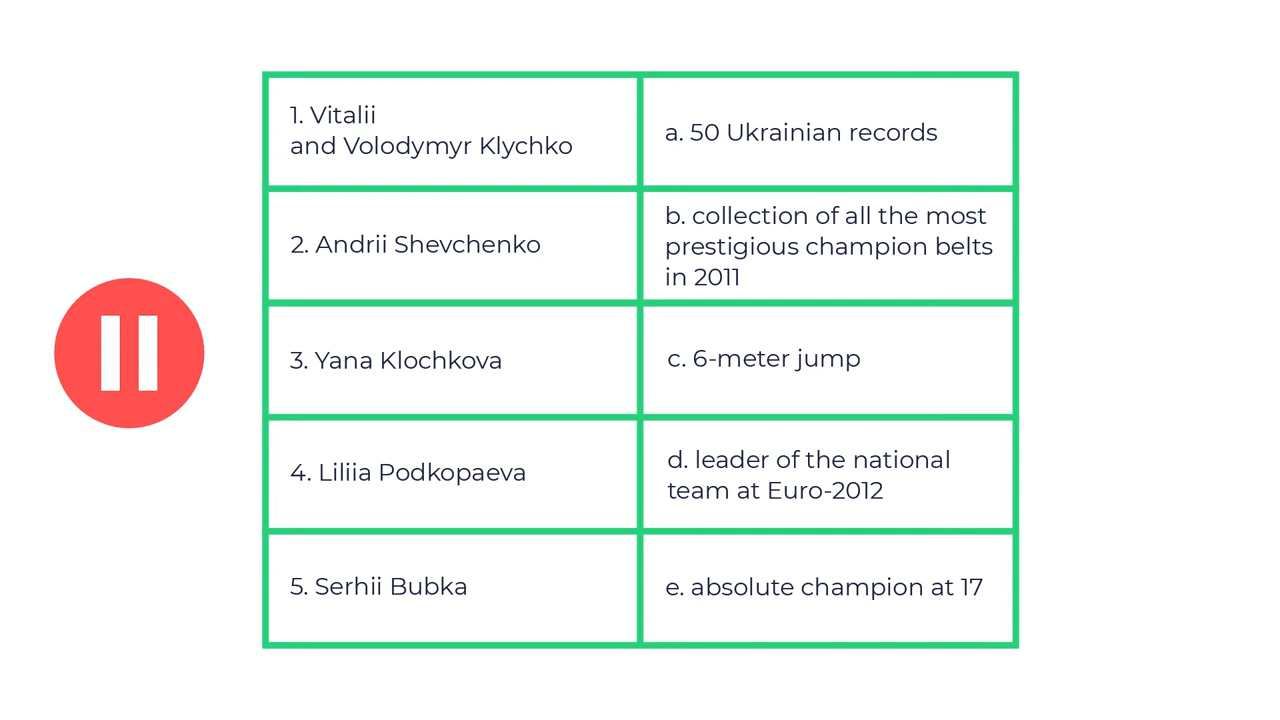 1. Vitalii
and Volodymyr Klychko
a. 50 Ukrainian records
2. Andrii Shevchenko
b. collection of all the most
prestigious champion belts
in 2011
3. Yana Klochkova
c. 6-meter jump
4. Liliia Podkopaeva
d. leader of the national
team at Euro-2012
5. Serhii Bubka
e. absolute champion at 17